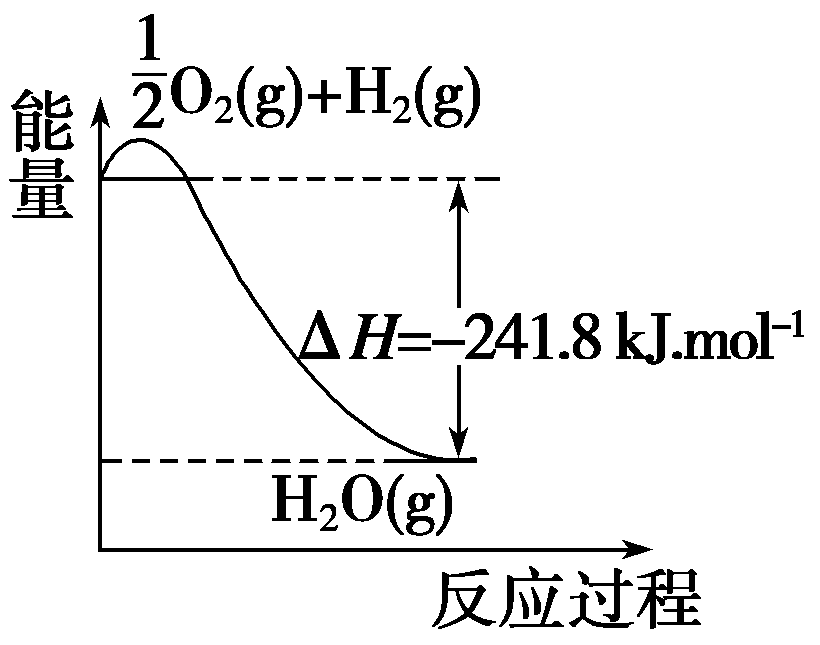 ½O₂(g)+H₂(g)
能量
ΔH=–241.8 kJ.mol⁻¹
H₂O(g)
反应过程